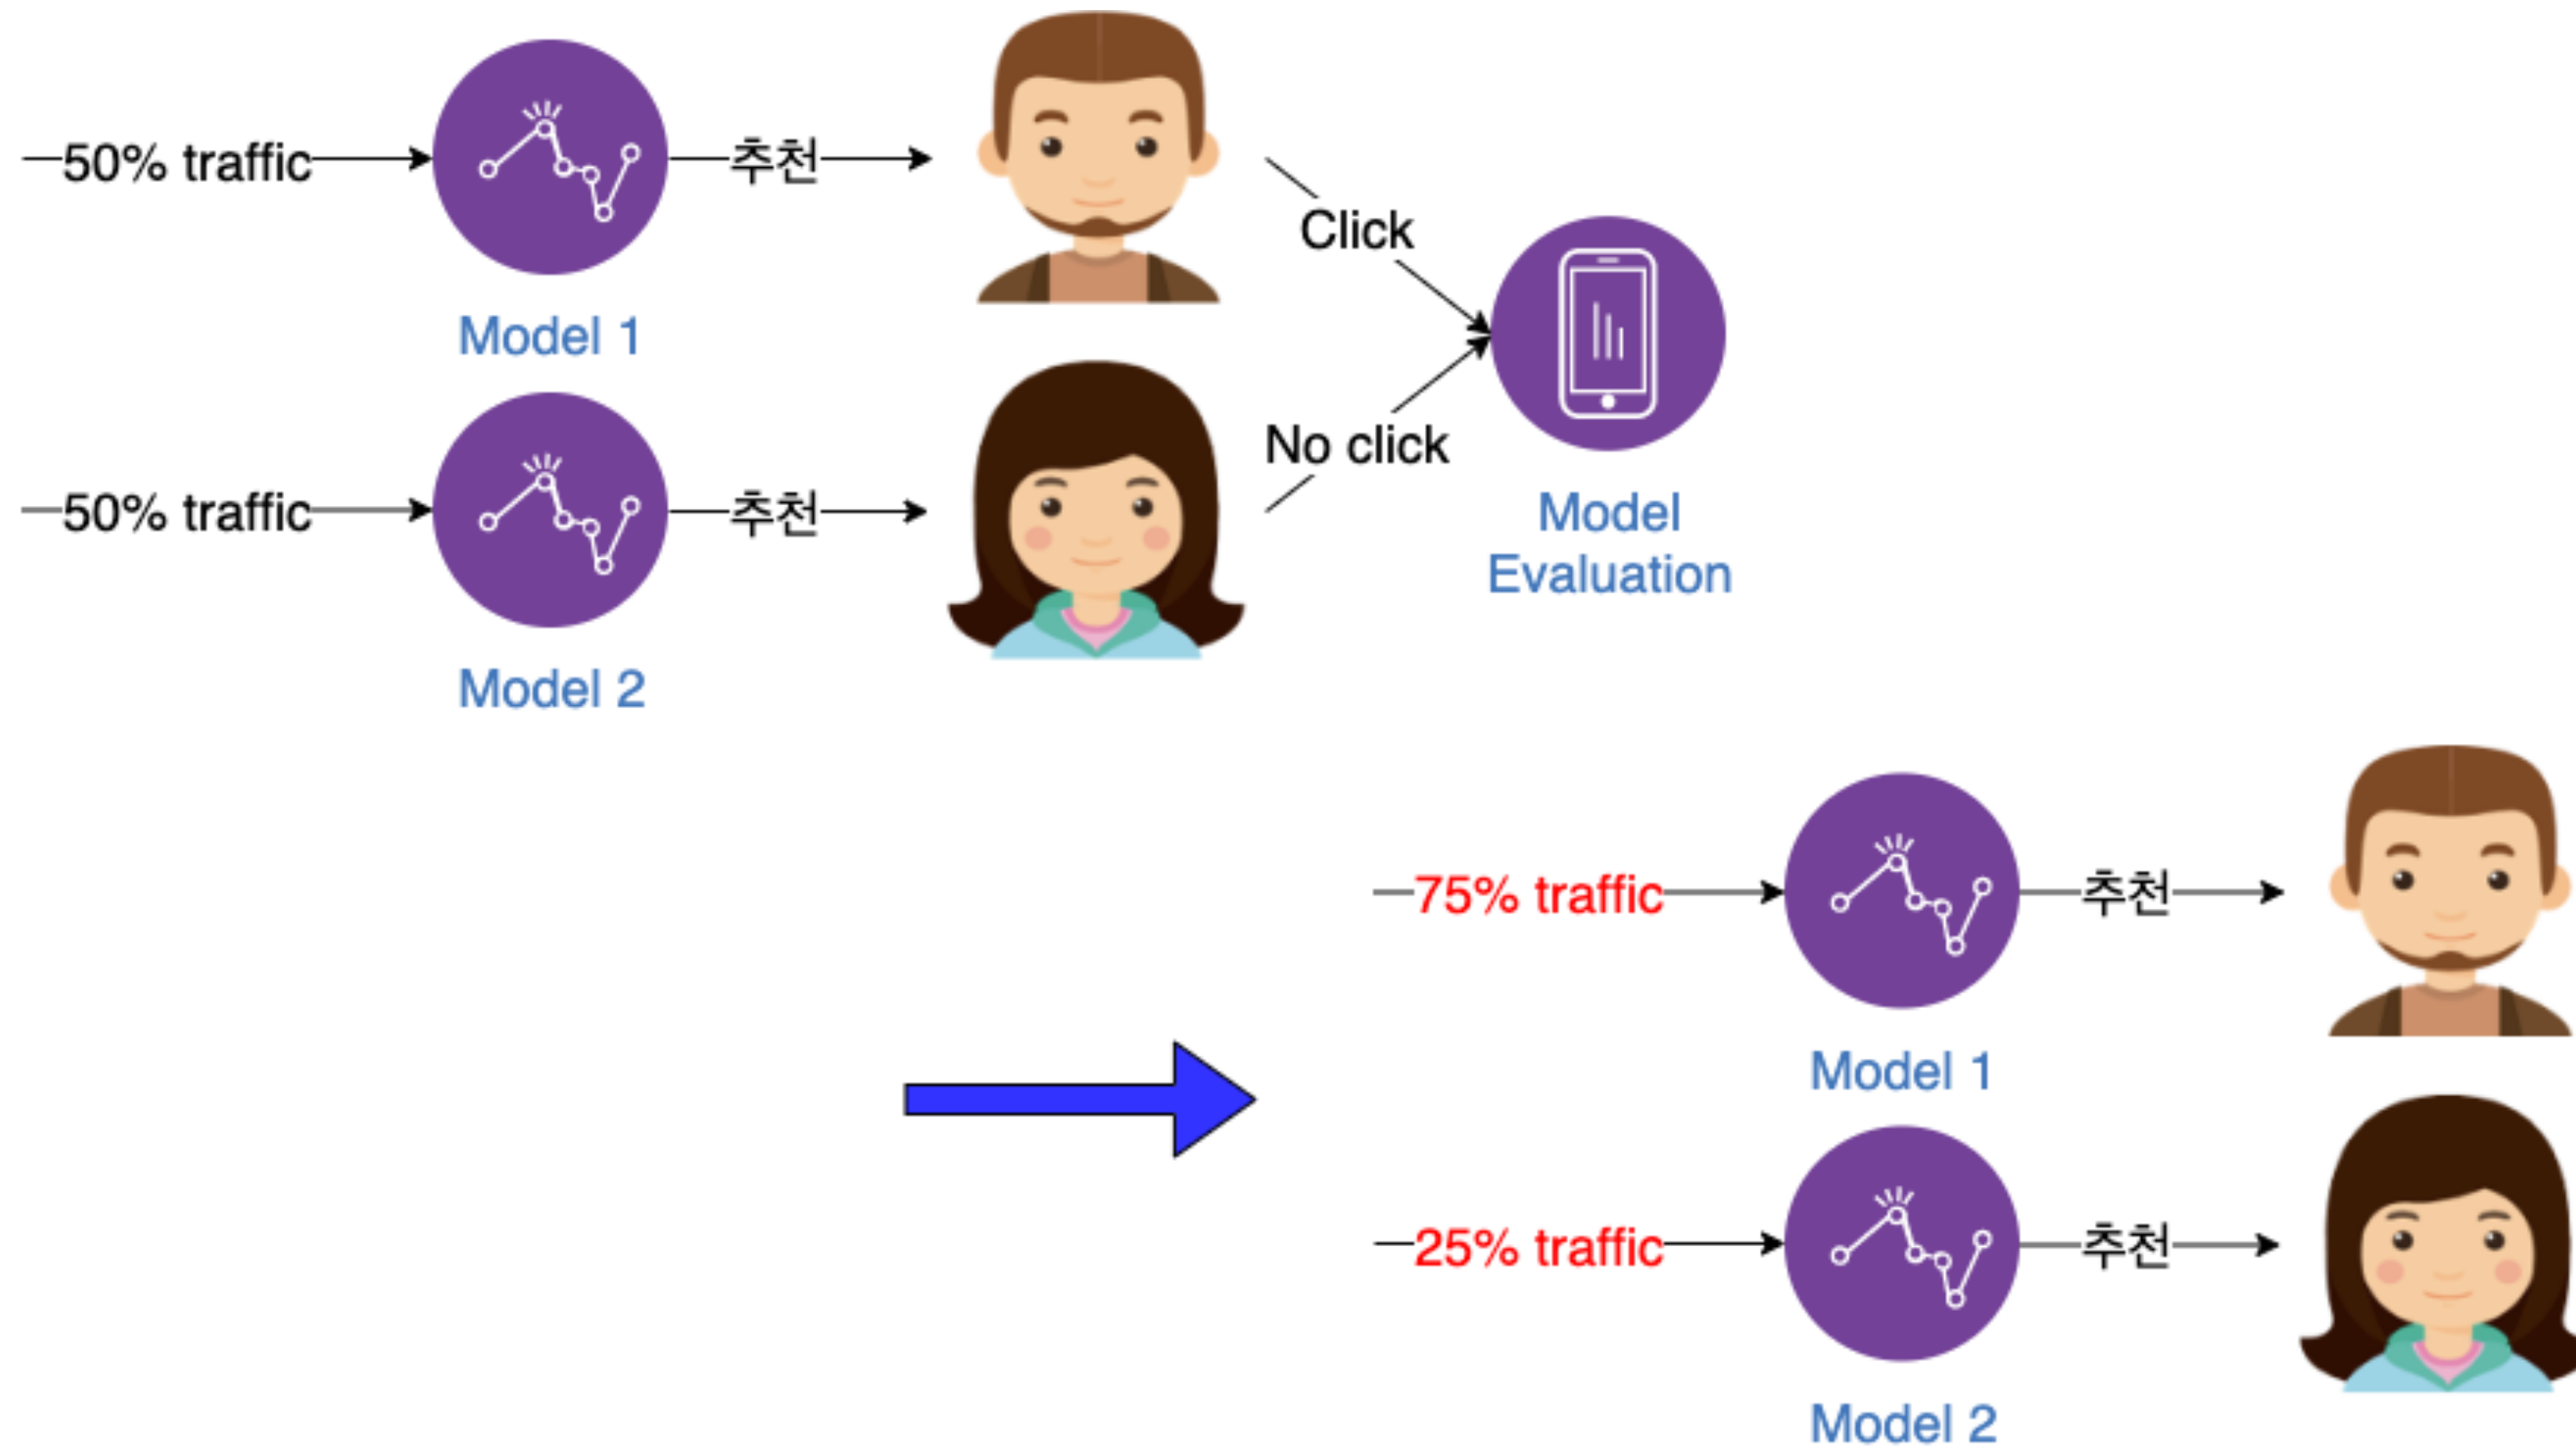 50% traffic
추천
Model 1
50% traffic
추천
Model 2
Click
No click
Model
Evaluation
75% traffic
추천
Model 1
25% traffic
추천
Model 2